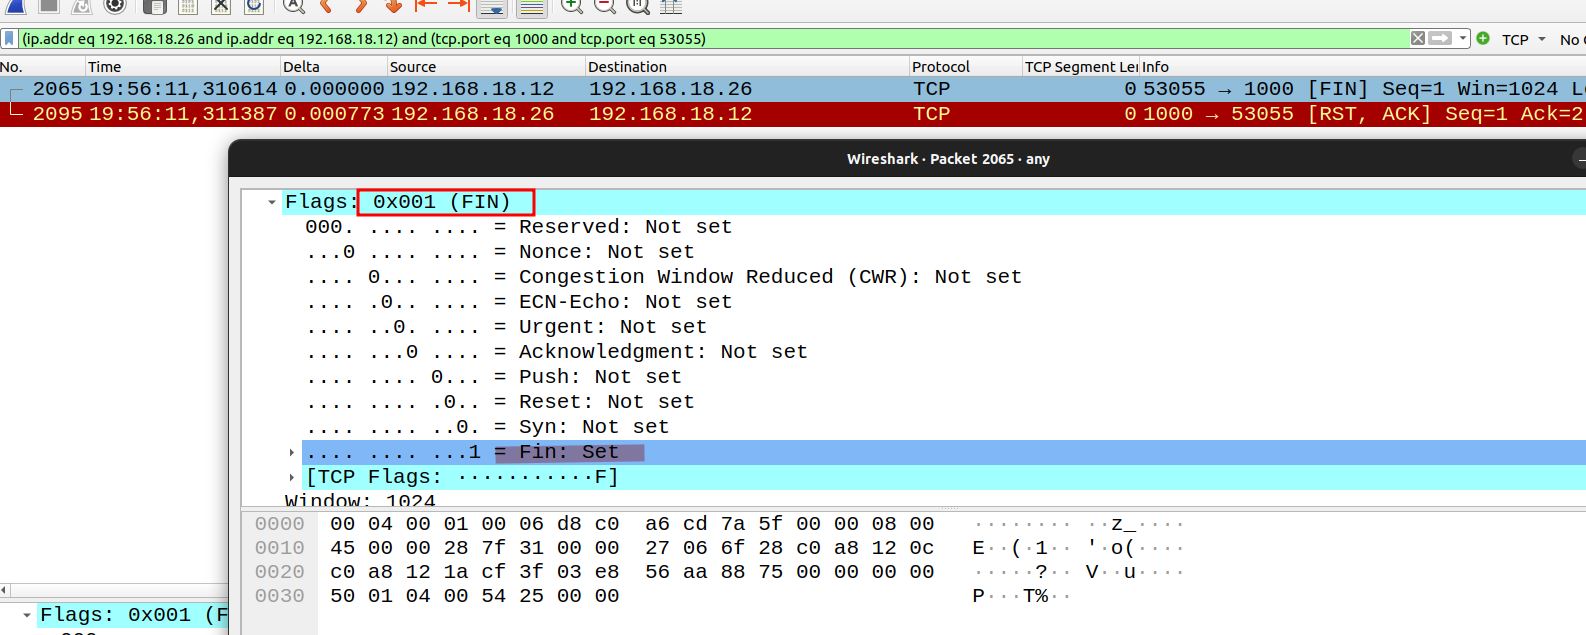 (ip.addr eq 192.168.18.26 and ip.addr eq 192.168.18.12) and (tcp.port eq 1000 and tcp.port eq 53055)
TCP
No
No. Time Delta Source Destination Protocol TCP Segment Le Info
2065 19:56:11,310614 0.000000 192.168.18.12 192.168.18.26 TCP 0 53055 → 1000 [FIN] Seq=1 Win=1024 L
2095 19:56:11,311387 0.000773 192.168.18.26 192.168.18.12 TCP 0 1000 → 53055 [RST, ACK] Seq=1 Ack=2
Wireshark · Packet 2065 · any
Flags: 0x001 (FIN)
000. .... .... = Reserved: Not set
...0 .... .... = Nonce: Not set
.... 0... .... = Congestion Window Reduced (CWR): Not set
.... .0.. .... = ECN-Echo: Not set
.... ..0. .... = Urgent: Not set
.... ...0 .... = Acknowledgment: Not set
.... .... 0... = Push: Not set
.... .... .0.. = Reset: Not set
.... .... ..0. = Syn: Not set
.... .... ...1 = Fin: Set
[TCP Flags: ···········F]
Window: 1024
0000 00 04 00 01 00 06 d8 c0 a6 cd 7a 5f 00 00 08 00 ········ ··z_····
0010 45 00 00 28 7f 31 00 00 27 06 6f 28 c0 a8 12 0c E··(·1·· '·o(····
0020 c0 a8 12 1a cf 3f 03 e8 56 aa 88 75 00 00 00 00 ·····?·· V··u····
0030 50 01 04 00 54 25 00 00 P···T%··
Flags: 0x001 (F